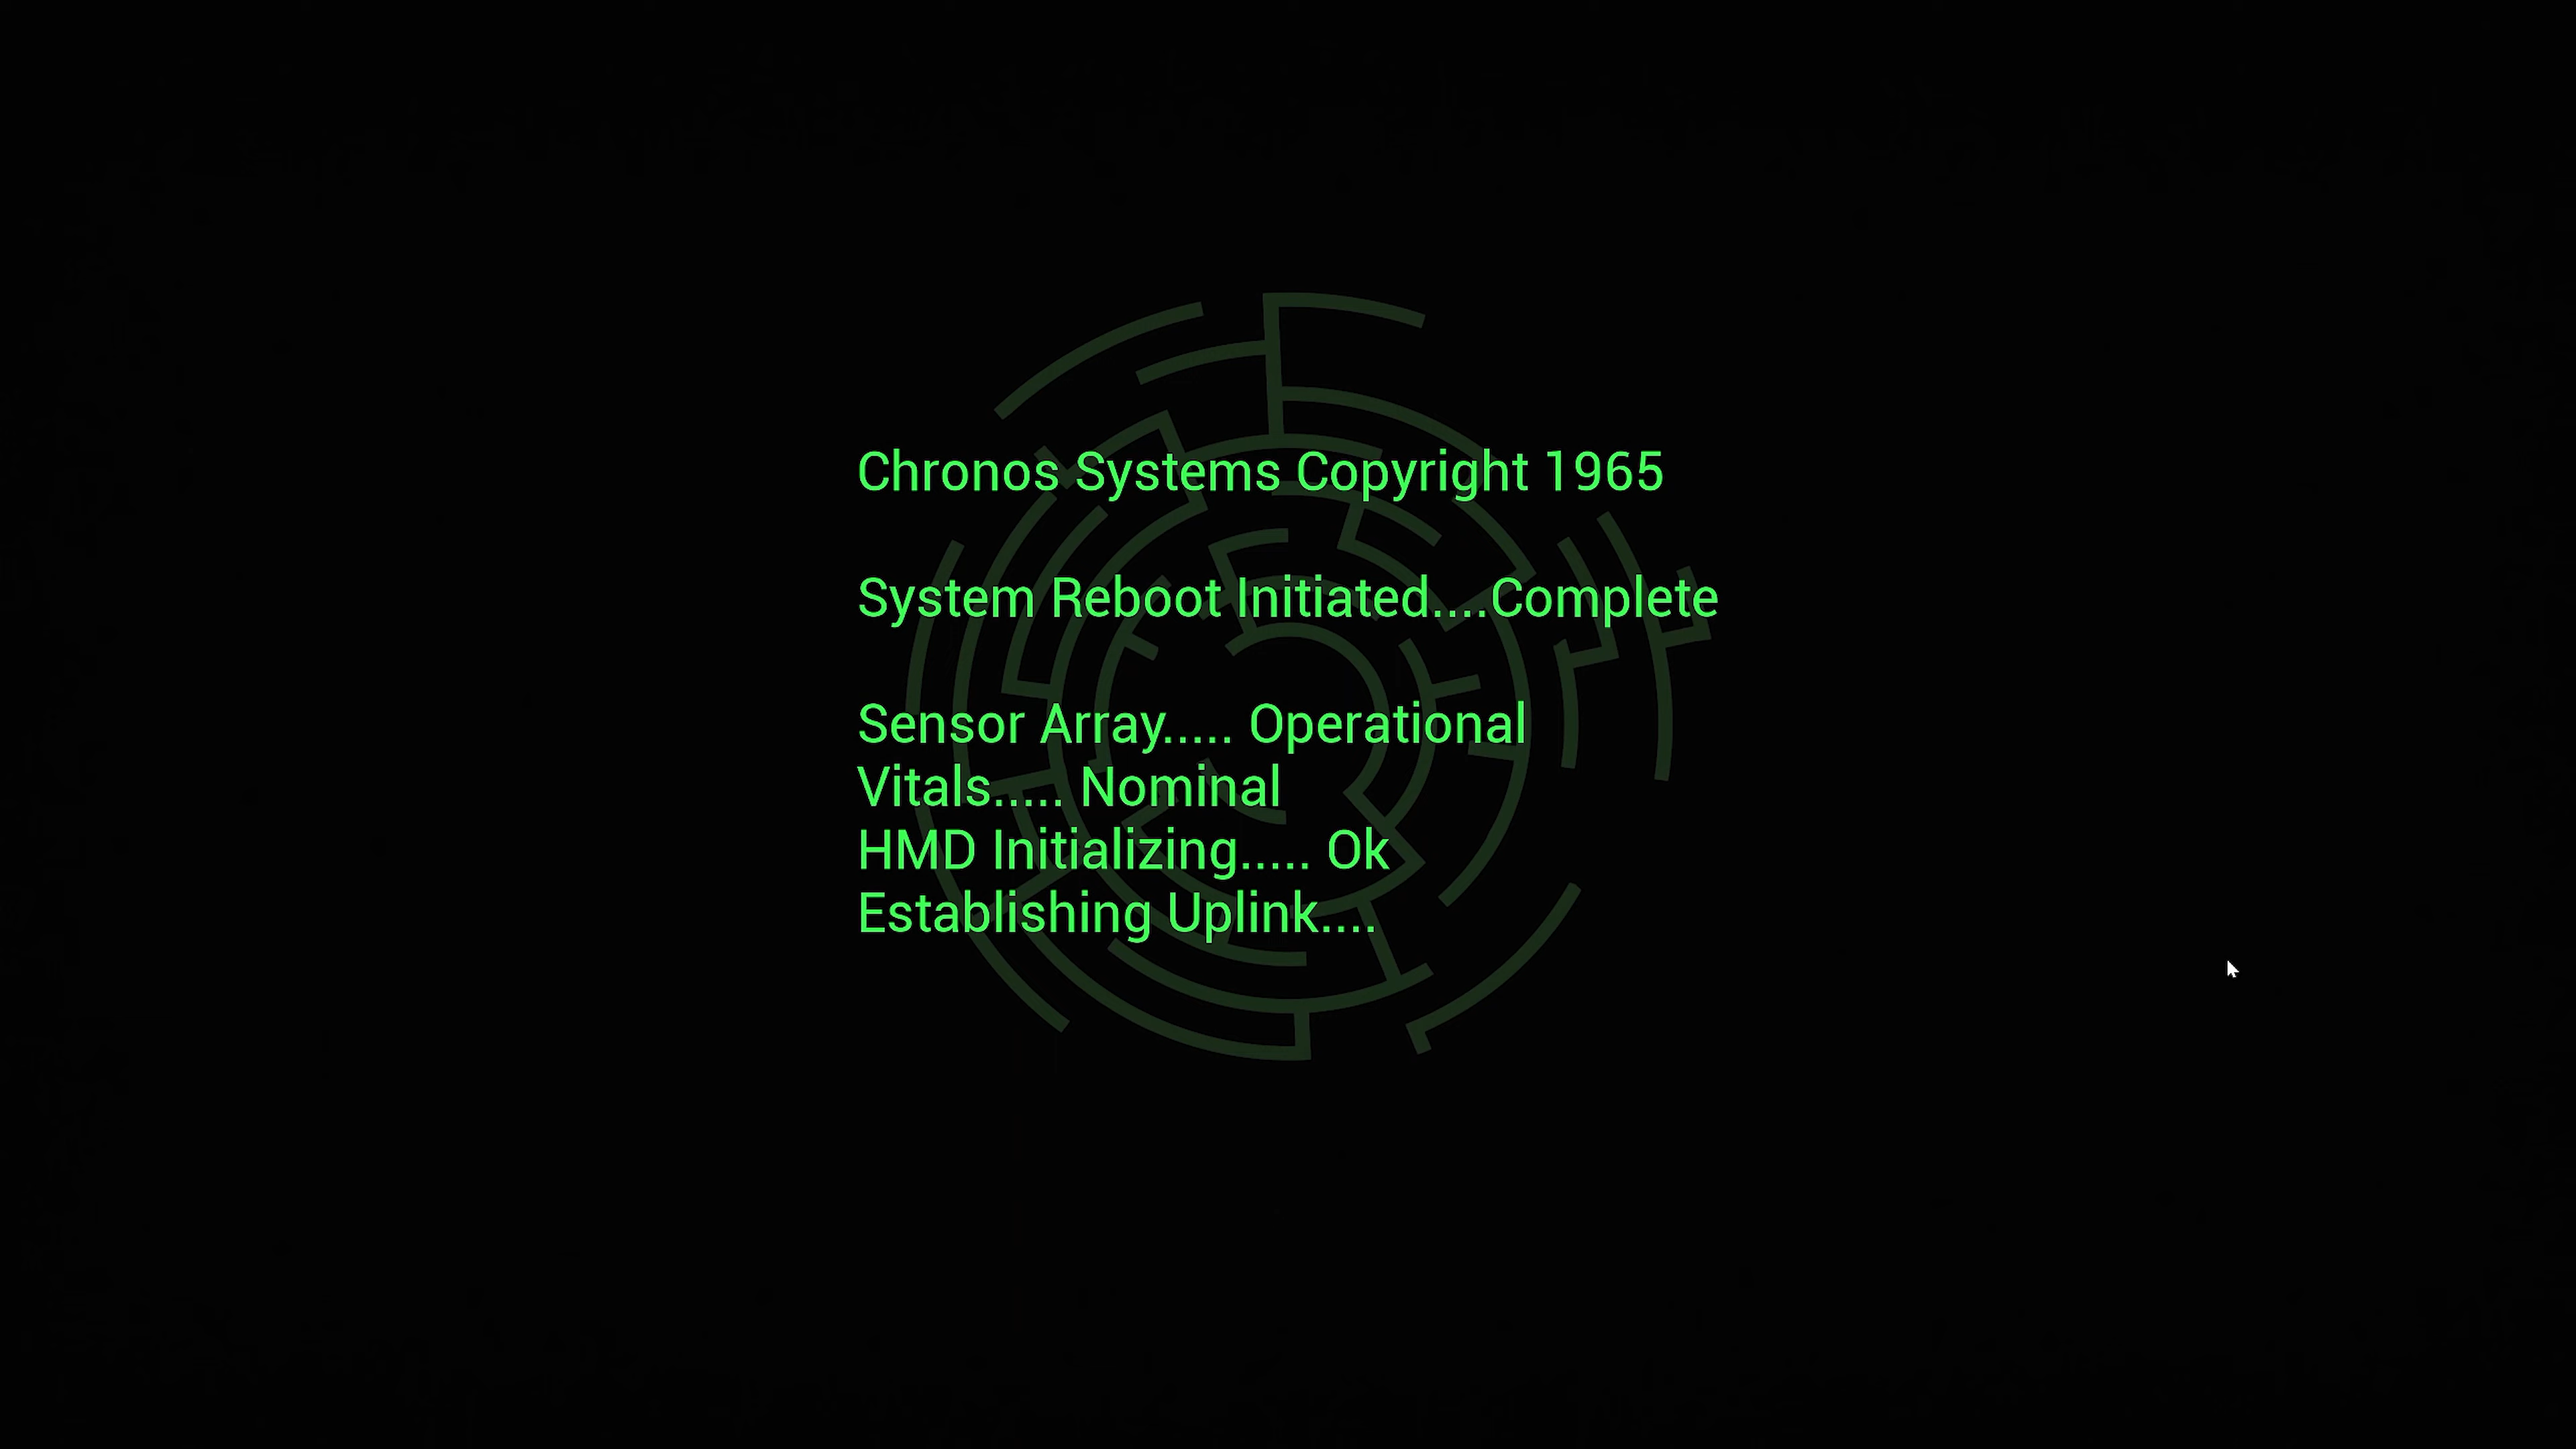 Chronos Systems Copyright 1965
System Reboot Initiated....Complete
Sensor Array..... Operational
Vitals..... Nominal
HMD Initializing..... Ok
Establishing Uplink....